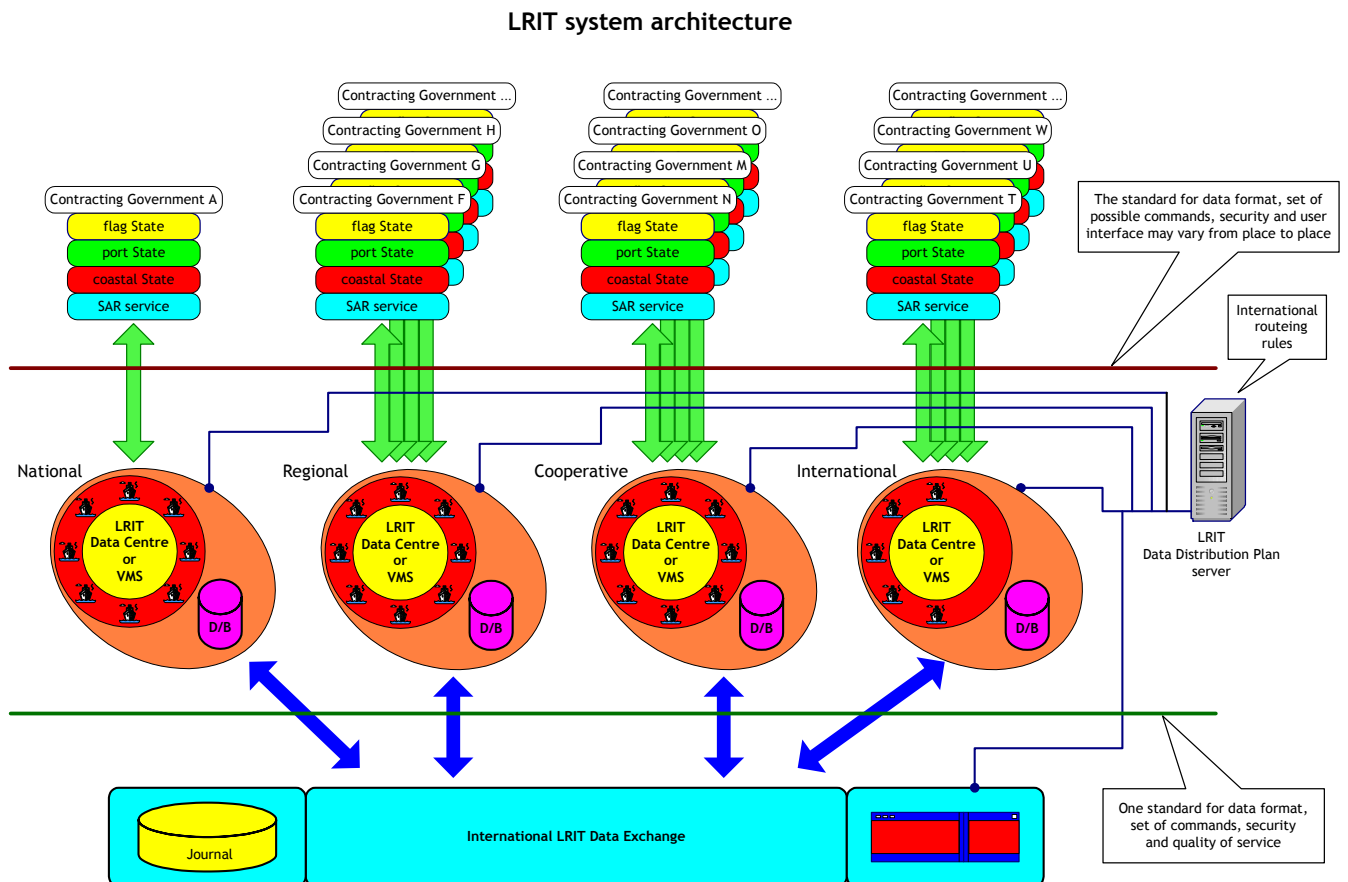 LRIT system architecture
Contracting Government ...
Contracting Government ...
Contracting Government ...
Contracting Government H
Contracting Government O
Contracting Government W
Contracting Government G
Contracting Government M
Contracting Government U
Contracting Government A
Contracting Government F
Contracting Government N
Contracting Government T
flag State
port State
coastal State
SAR service
flag State
port State
coastal State
SAR service
flag State
port State
coastal State
SAR service
flag State
port State
coastal State
SAR service
The standard for data format, set of
possible commands, security and user
interface may vary from place to place
International
routeing
rules
National
Regional
Cooperative
International
LRIT
Data Centre
or
VMS
D/B
LRIT
Data Centre
or
VMS
D/B
LRIT
Data Centre
or
VMS
D/B
LRIT
Data Centre
or
VMS
D/B
LRIT
Data Distribution Plan
server
Journal
International LRIT Data Exchange
One standard for data format,
set of commands, security
and quality of service